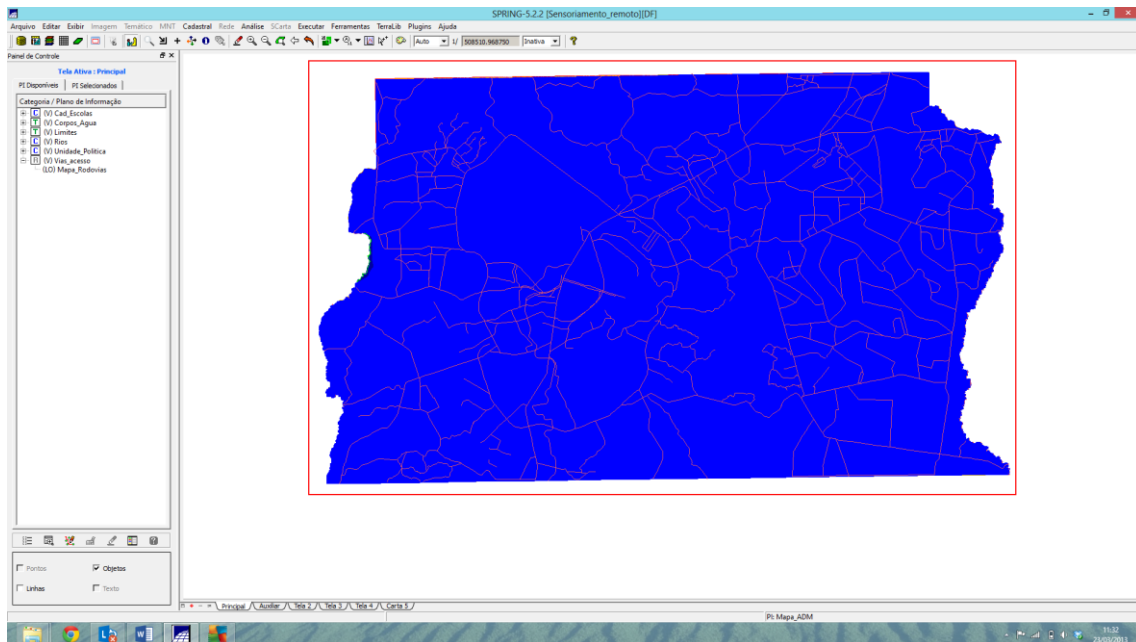 SPRING-5.2.2 [Sensoriamento_remoto][DF]
Arquivo Editar Exibir Imagem Temático MNT Cadastral Rede Análise SCarta Executar Ferramentas TerraLib Plugins Ajuda
Auto 1/ 508510.968750 Inativa ?
Painel de Controle
Tela Ativa : Principal
PI Disponíveis PI Selecionados
Categoria / Plano de Informação
C (V) Cad_Escolas
T (V) Corpos_Agua
T (V) Limites
C (V) Rios
C (V) Unidade_Politica
R (V) Vias_acesso
(LO) Mapa_Rodovias
Pontos Objetos
Linhas Texto
Principal Auxiliar Tela 2 Tela 3 Tela 4 Carta 5
PI: Mapa_ADM
11:32